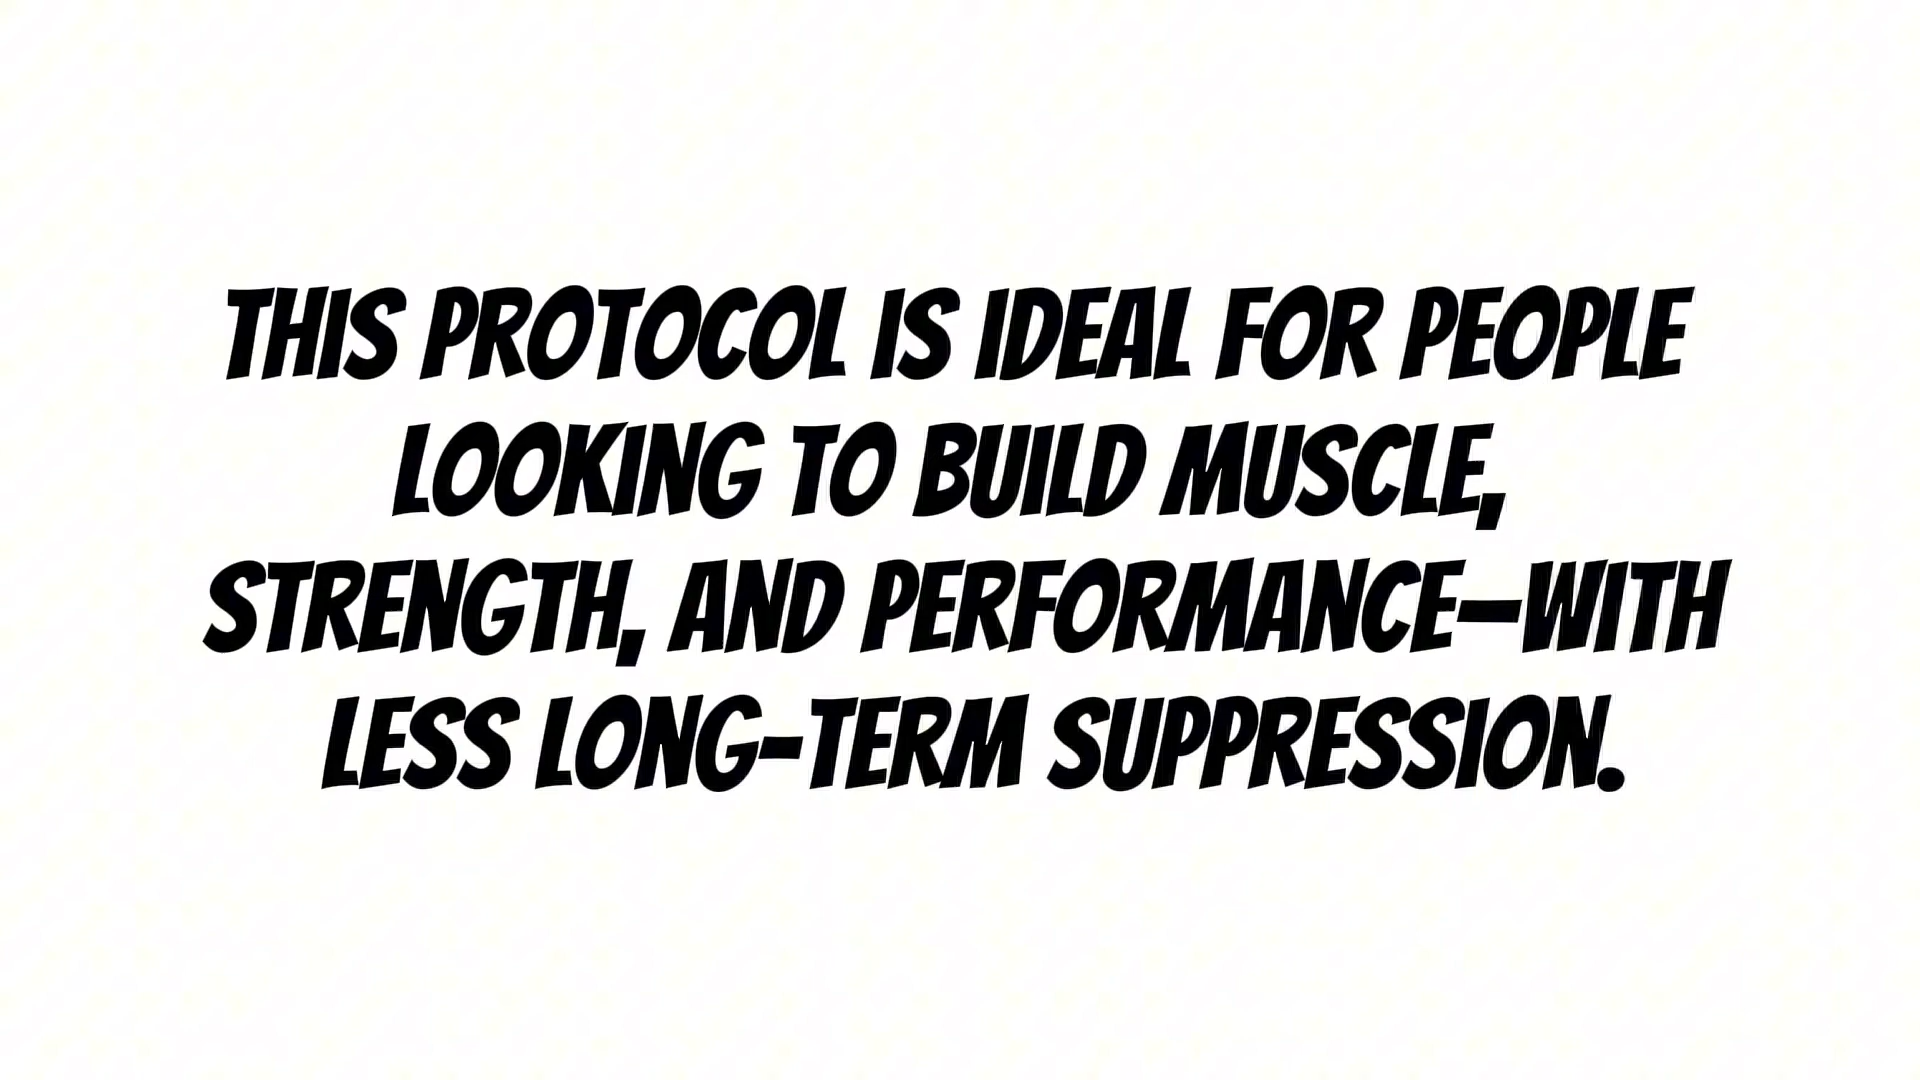 THIS PROTOCOL IS IDEAL FOR PEOPLE
LOOKING TO BUILD MUSCLE,
STRENGTH, AND PERFORMANCE—WITH
LESS LONG-TERM SUPPRESSION.